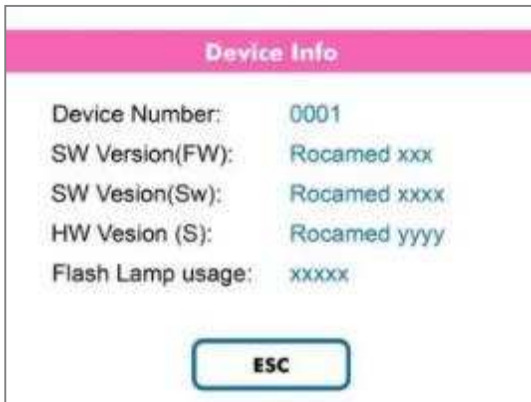 Device Info
Device Number: 0001
SW Version(FW): Rocamed xxx
SW Vesion(Sw): Rocamed xxxx
HW Vesion (S): Rocamed yyyy
Flash Lamp usage: xxxxx
ESC